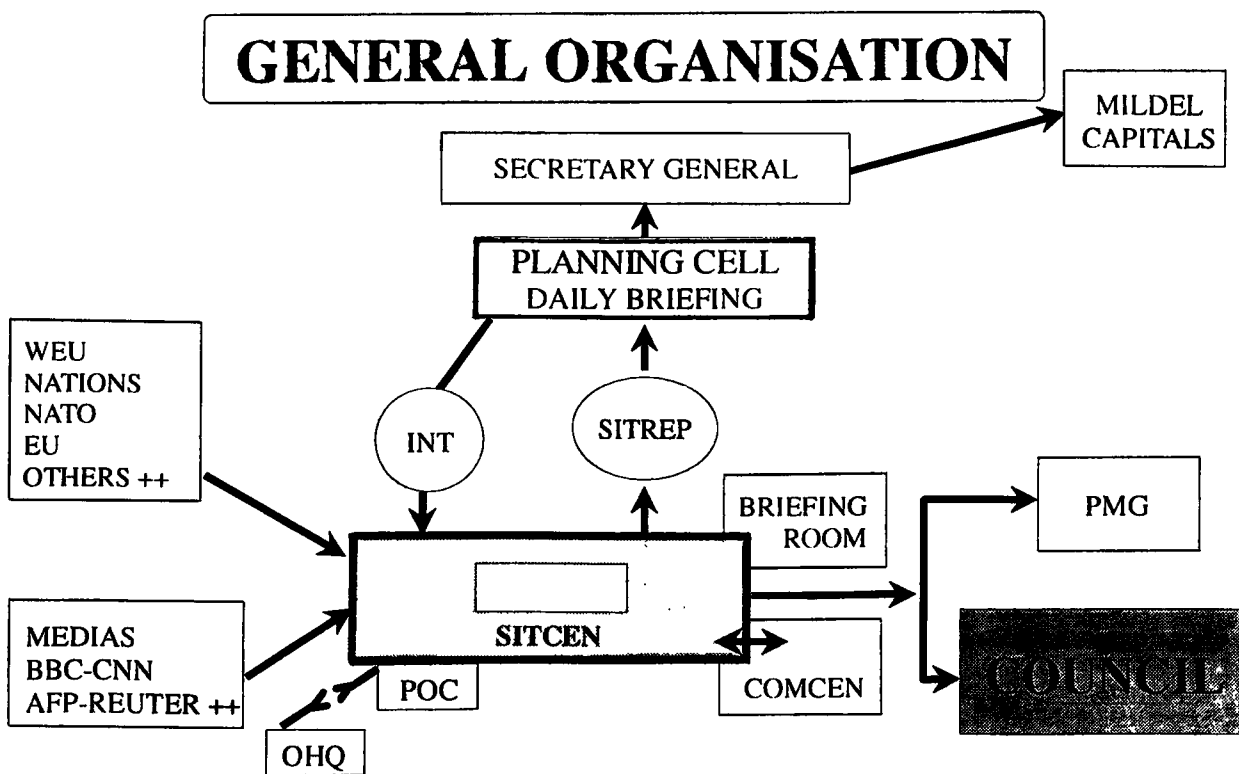 GENERAL ORGANISATION
MILDEL
CAPITALS
SECRETARY GENERAL
PLANNING CELL
DAILY BRIEFING
WEU
NATIONS
NATO
EU
OTHERS ++
INT
SITREP
BRIEFING
ROOM
PMG
SITCEN
MEDIAS
BBC-CNN
AFP-REUTER ++
POC
COMCEN
COUNCIL
OHQ